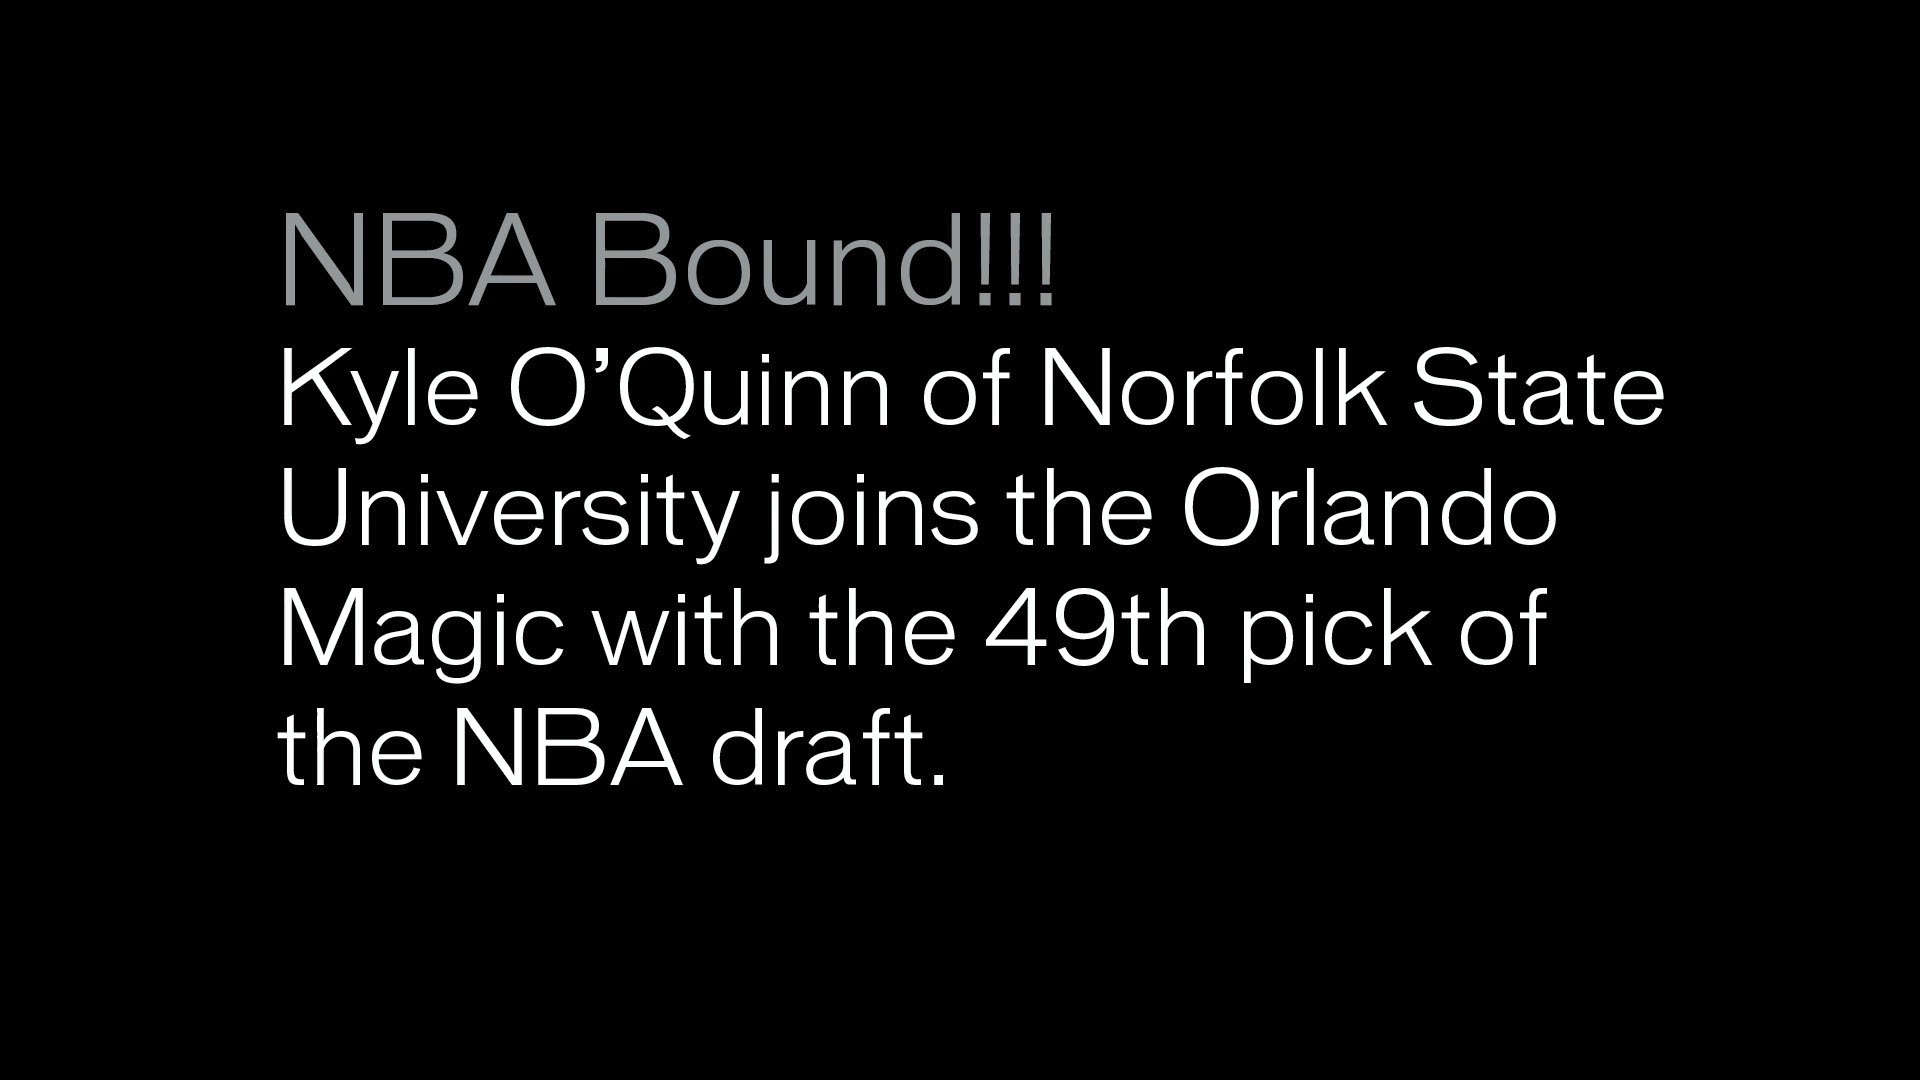 NBA Bound!!!
Kyle O’Quinn of Norfolk State
University joins the Orlando
Magic with the 49th pick of
the NBA draft.